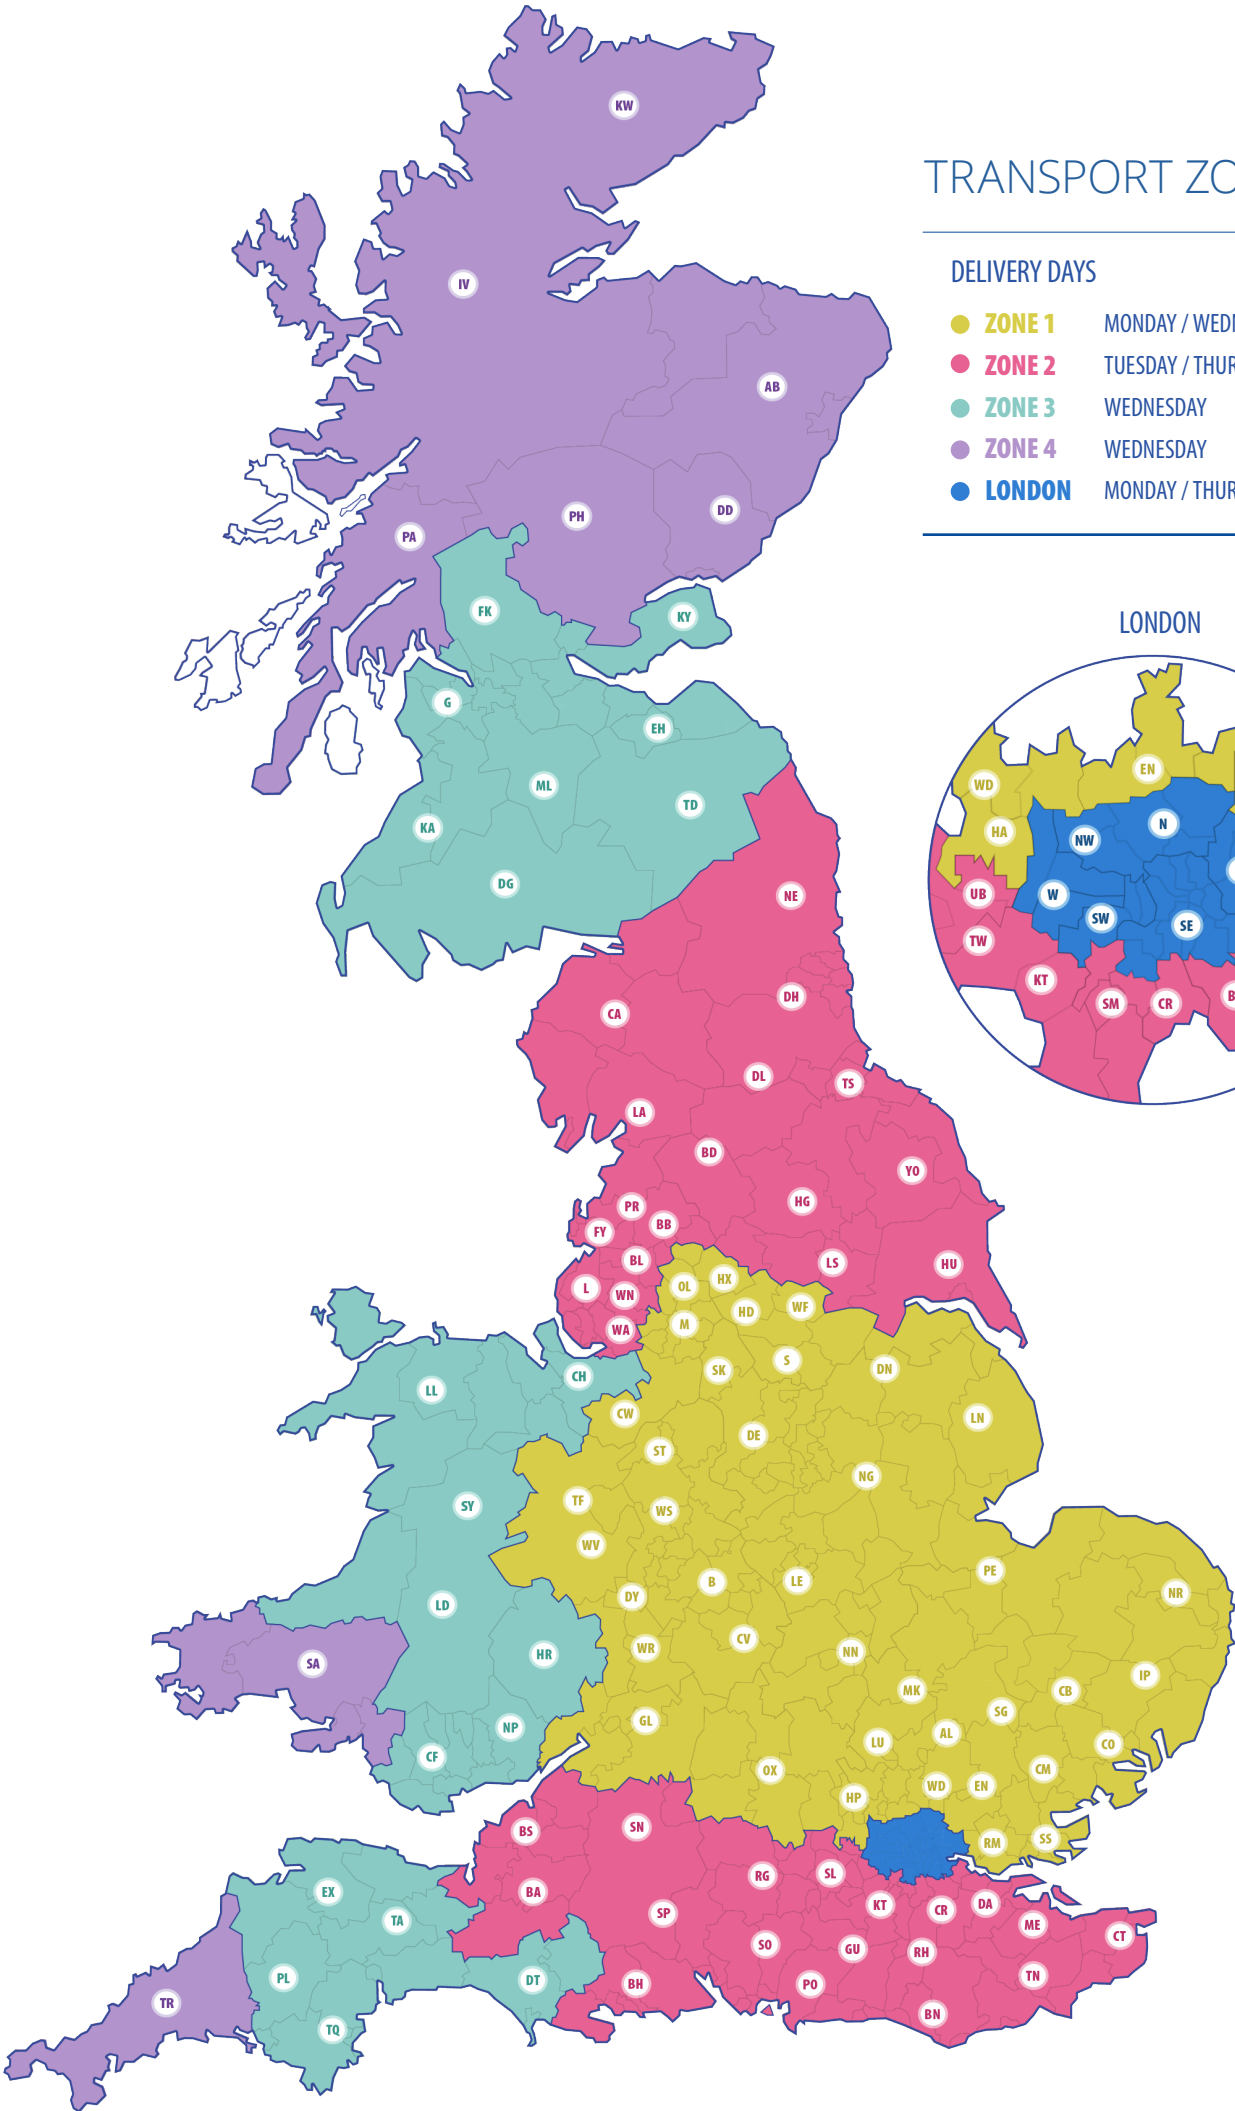 TRANSPORT ZO
DELIVERY DAYS
ZONE 1 MONDAY / WEDN
ZONE 2 TUESDAY / THUR
ZONE 3 WEDNESDAY
ZONE 4 WEDNESDAY
LONDON MONDAY / THUR
LONDON
EN
WD
N
HA
NW
UB
W
SW
SE
TW
KT
SM
CR
B
KW
IV
AB
DD
PH
PA
FK
KY
G
EH
ML
TD
KA
DG
NE
DH
CA
DL
TS
LA
BD
YO
HG
PR
BB
FY
BL
LS
HU
L
WN
OL
HX
HD
WF
M
WA
S
SK
DN
CH
LL
CW
LN
DE
ST
NG
TF
SY
WS
WV
PE
B
LE
NR
DY
LD
CV
WR
NN
HR
SA
IP
MK
CB
SG
GL
NP
AL
LU
CO
CF
OX
CM
WD
EN
HP
SN
BS
RM
SS
SL
RG
EX
BA
KT
DA
CR
SP
TA
ME
CT
SO
GU
RH
PL
DT
BH
PO
TN
TR
BN
TQ